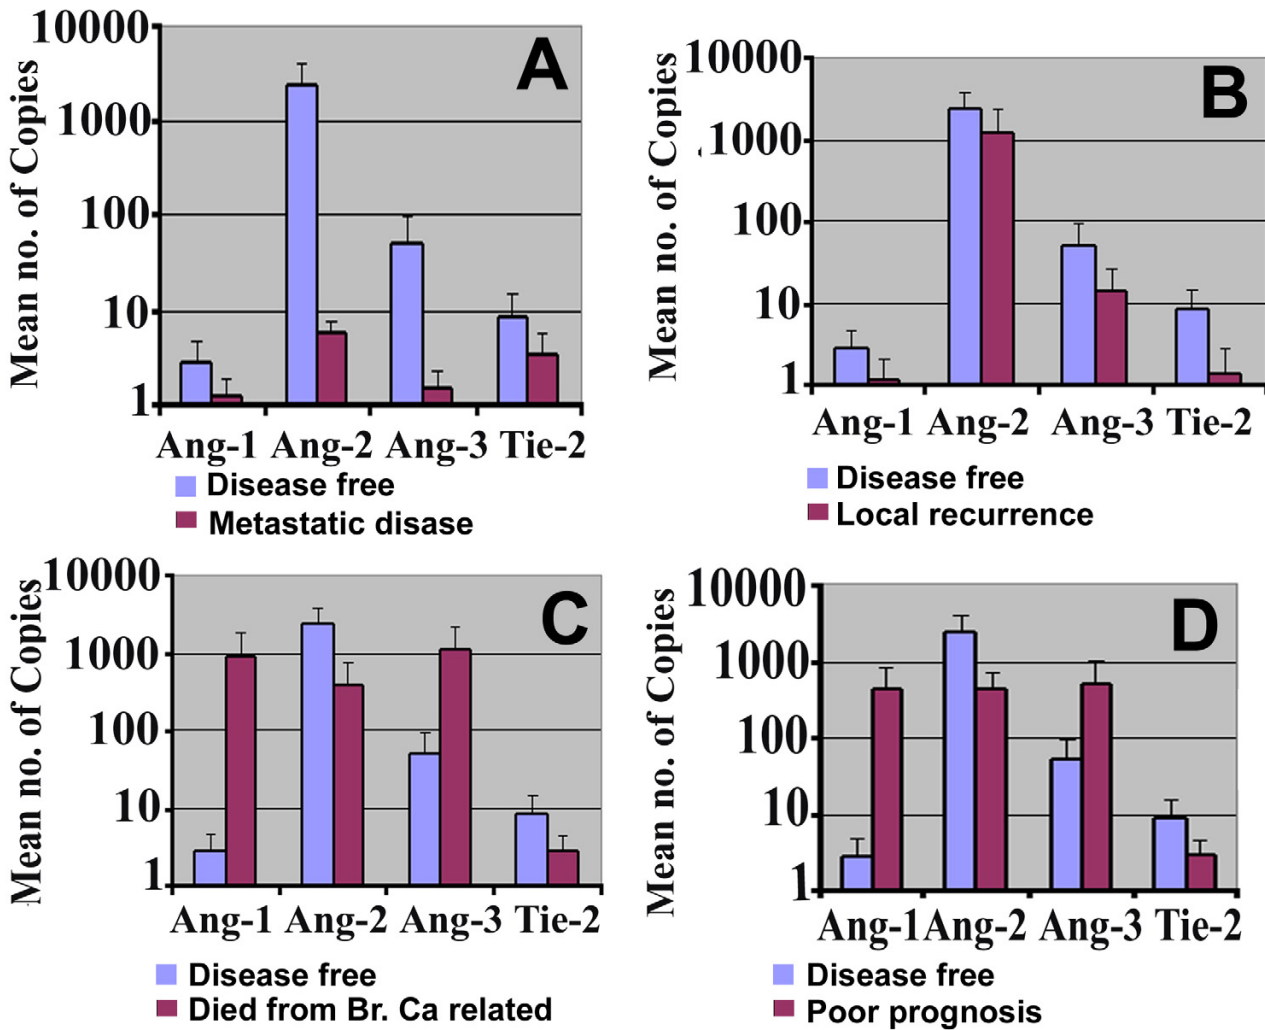 A
Mean no. of Copies
10000
1000
100
10
1
Ang-1 Ang-2 Ang-3 Tie-2
Disease free
Metastatic disase
B
Mean no. of Copies
10000
1000
100
10
1
Ang-1 Ang-2 Ang-3 Tie-2
Disease free
Local recurrence
C
Mean no. of Copies
10000
1000
100
10
1
Ang-1 Ang-2 Ang-3 Tie-2
Disease free
Died from Br. Ca related
D
Mean no. of Copies
10000
1000
100
10
1
Ang-1 Ang-2 Ang-3 Tie-2
Disease free
Poor prognosis